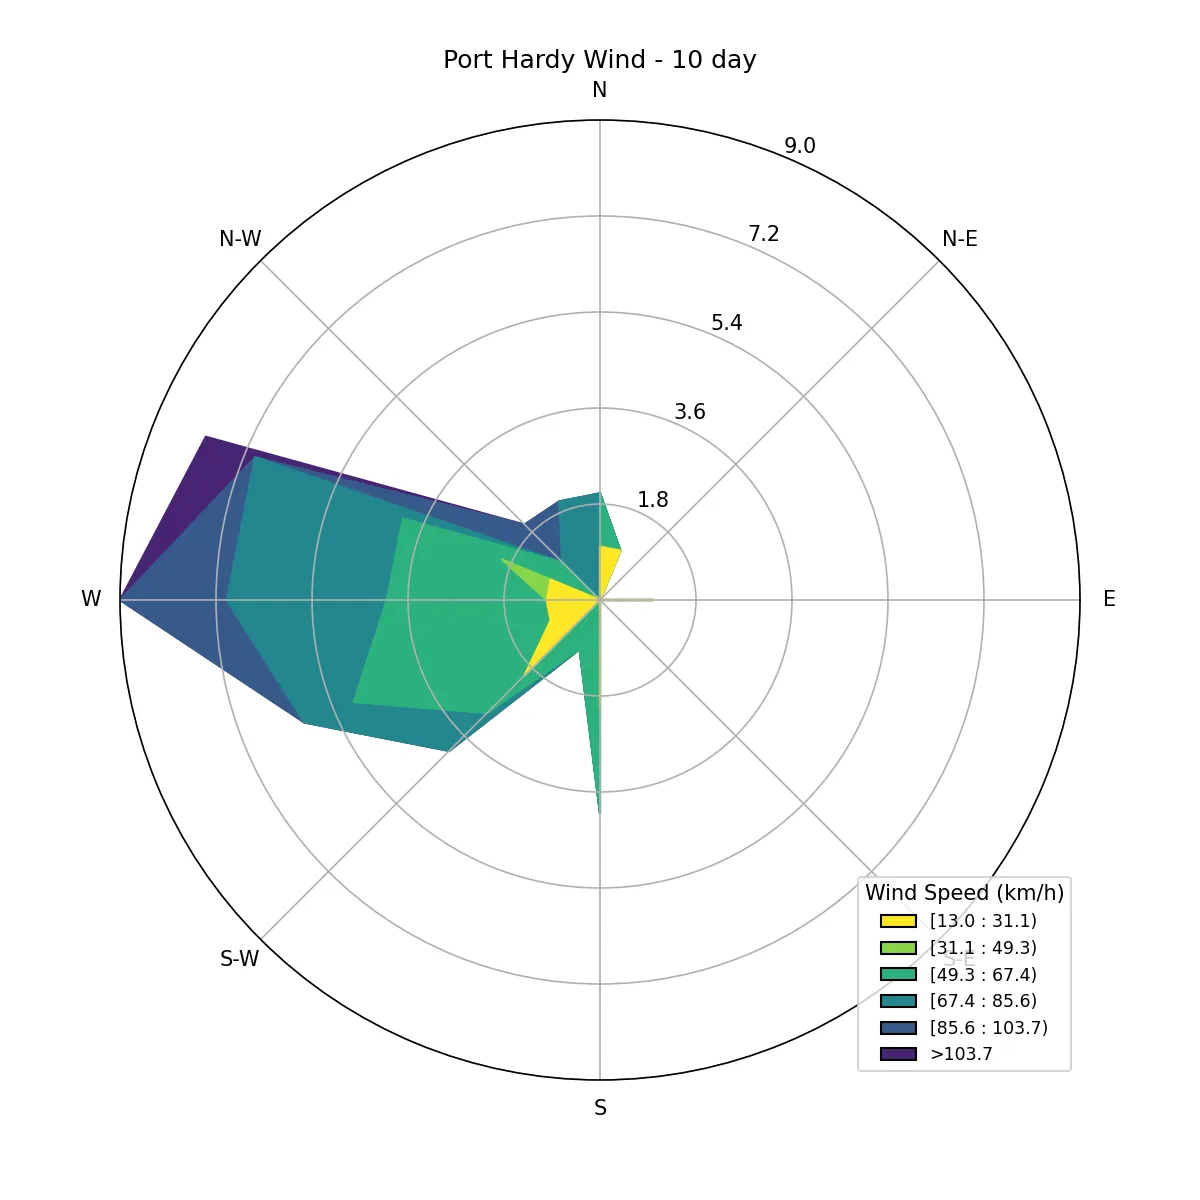 Port Hardy Wind - 10 day
N
9.0
N-W
7.2
N-E
5.4
3.6
1.8
W
E
S-W
S-E
S
Wind Speed (km/h)
[13.0 : 31.1)
[31.1 : 49.3)
[49.3 : 67.4)
[67.4 : 85.6)
[85.6 : 103.7)
>103.7